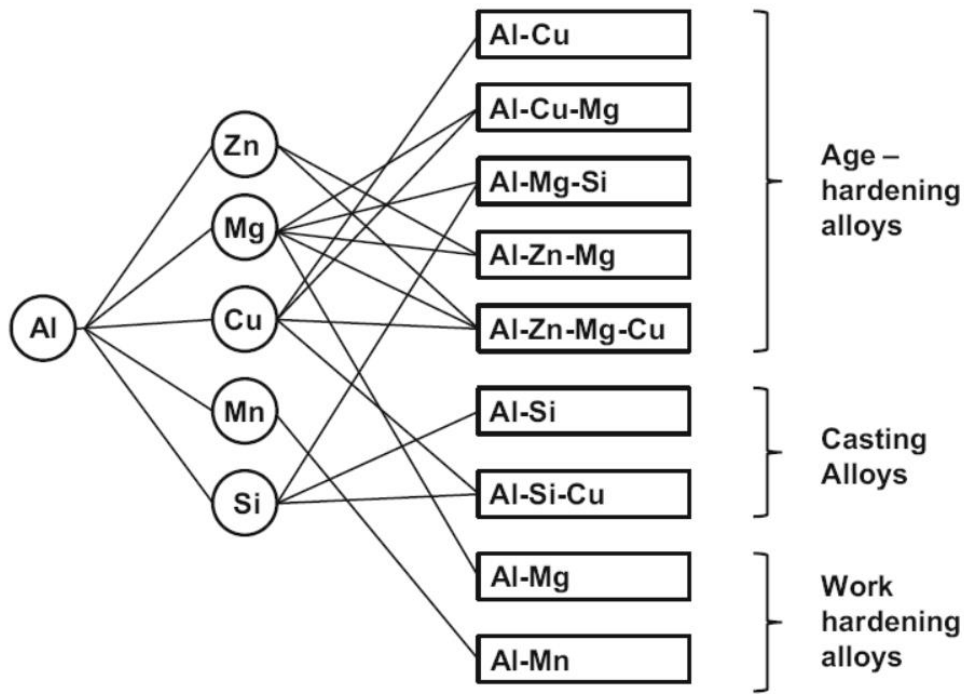 Al
Zn
Mg
Cu
Mn
Si
Al-Cu
Al-Cu-Mg
Al-Mg-Si
Al-Zn-Mg
Al-Zn-Mg-Cu
Al-Si
Al-Si-Cu
Al-Mg
Al-Mn
Age –
hardening
alloys
Casting
Alloys
Work
hardening
alloys